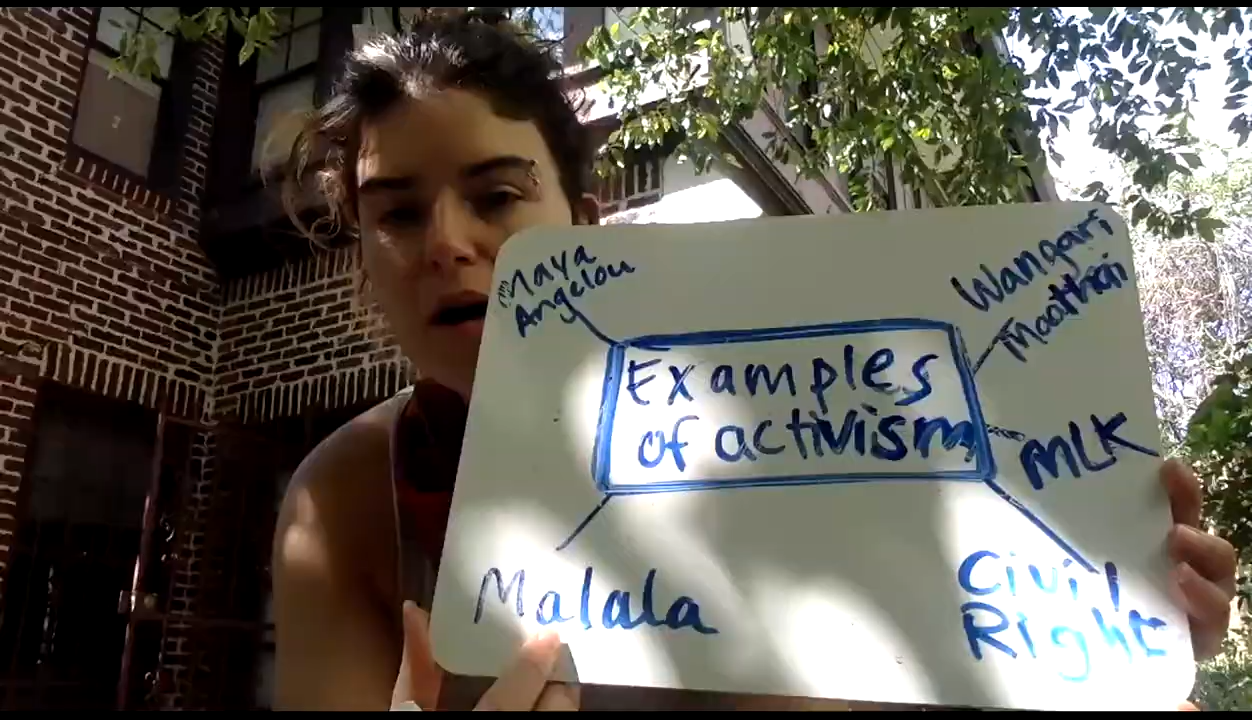 Maya
Angelou
Wangari
Maathai
Examples
of activism
MLK
Malala
Civil
Right